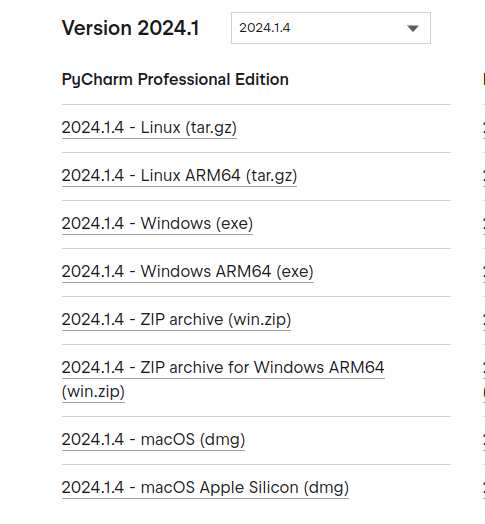 Version 2024.1
2024.1.4
PyCharm Professional Edition
2024.1.4 - Linux (tar.gz)
2024.1.4 - Linux ARM64 (tar.gz)
2024.1.4 - Windows (exe)
2024.1.4 - Windows ARM64 (exe)
2024.1.4 - ZIP archive (win.zip)
2024.1.4 - ZIP archive for Windows ARM64
(win.zip)
2024.1.4 - macOS (dmg)
2024.1.4 - macOS Apple Silicon (dmg)